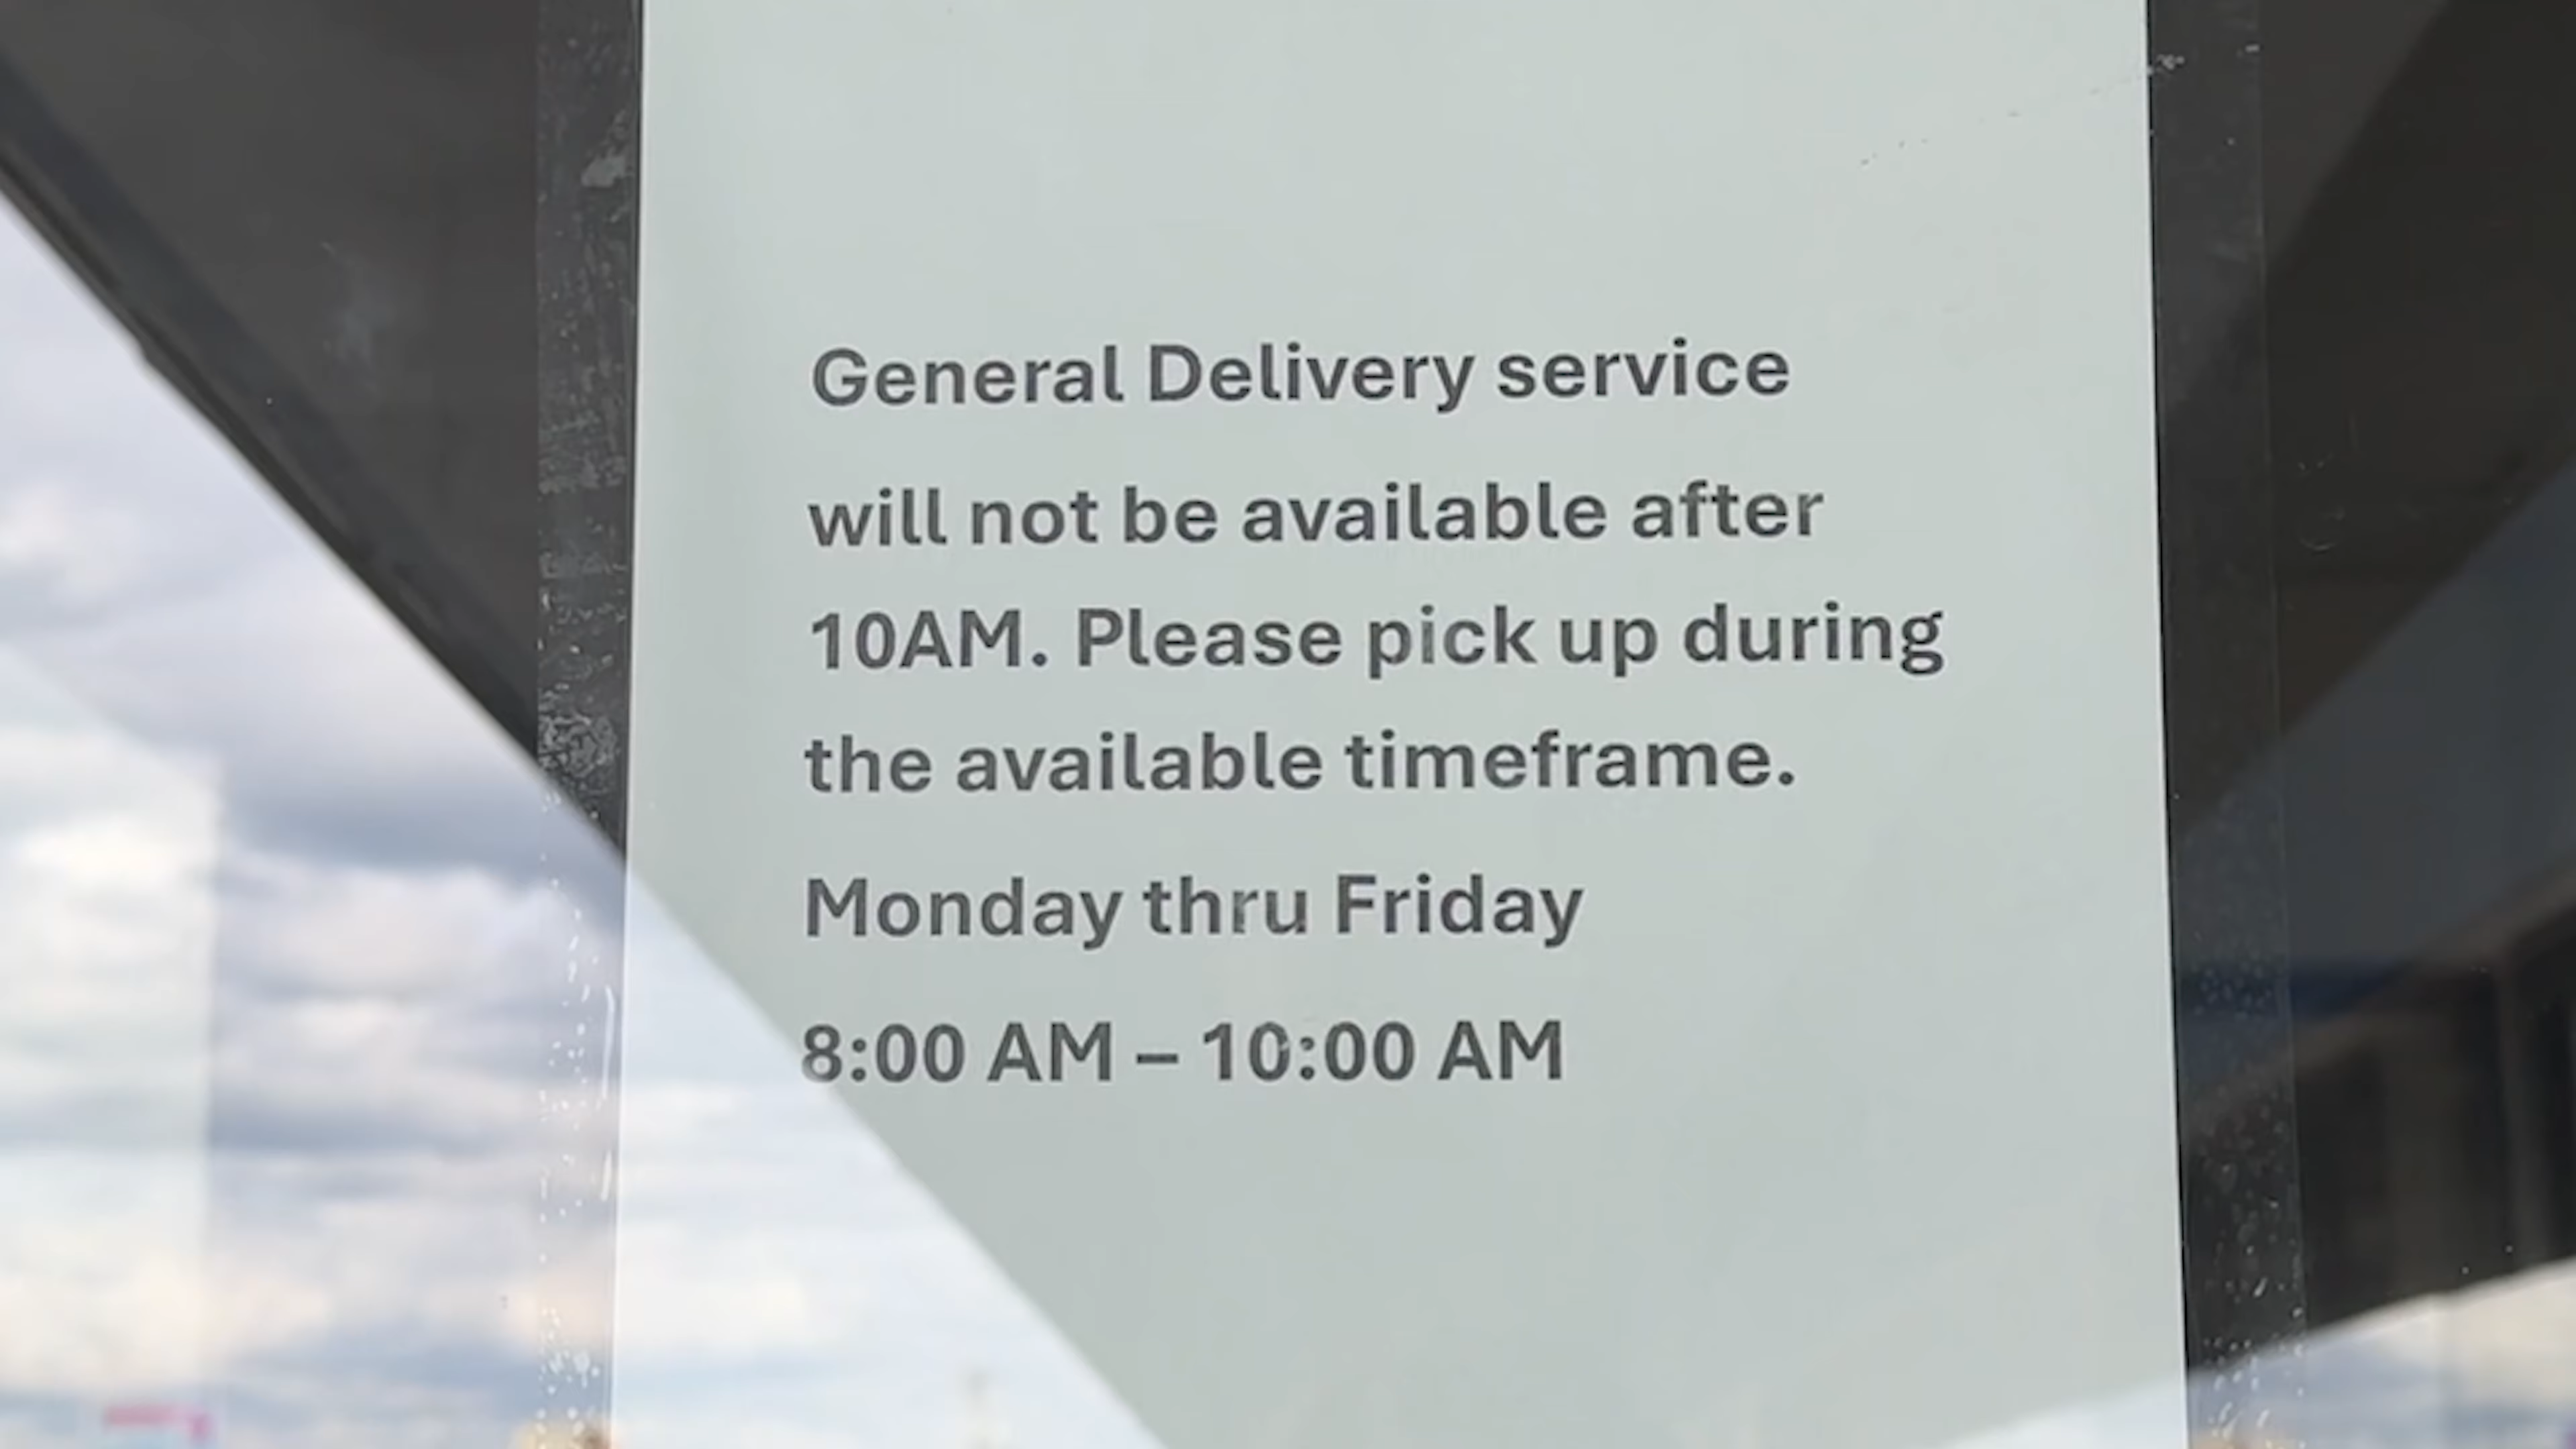 General Delivery service
will not be available after
10AM. Please pick up during
the available timeframe.
Monday thru Friday
8:00 AM – 10:00 AM